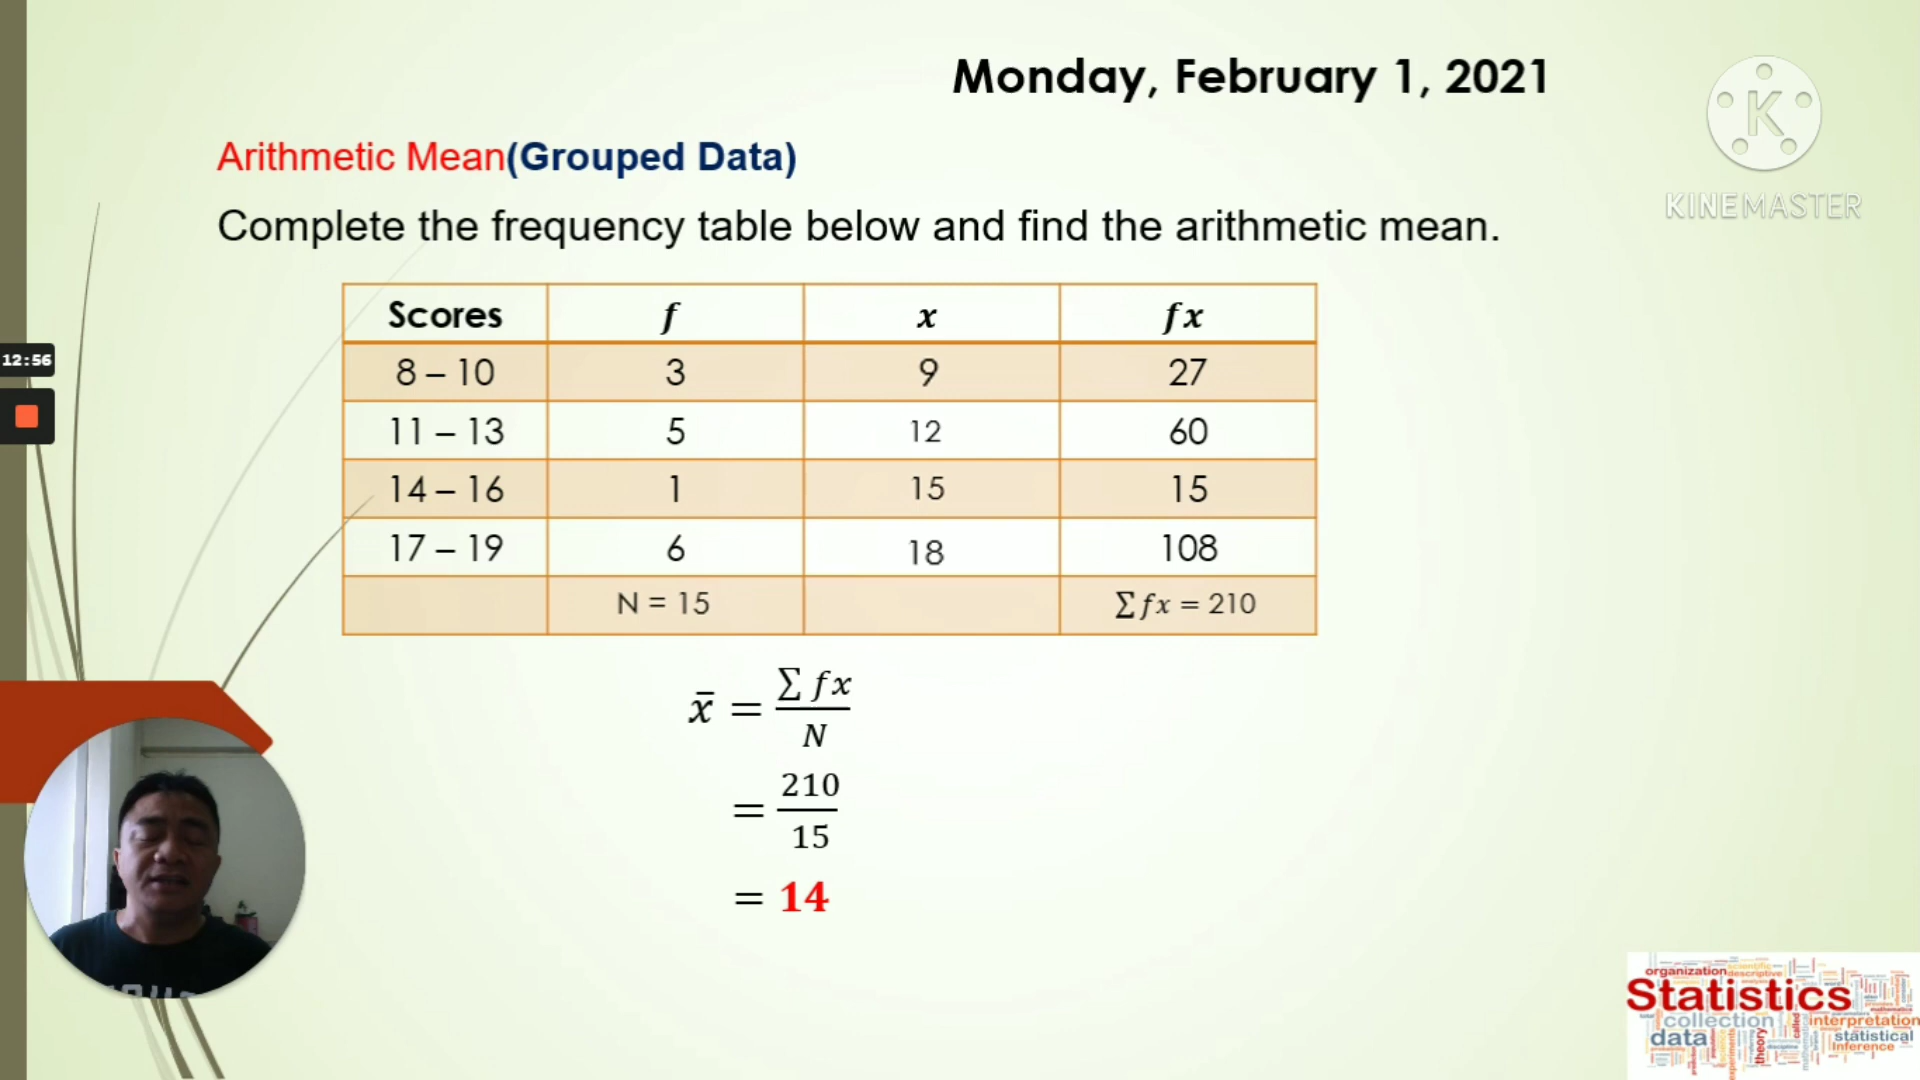 Monday, February 1, 2021
K
KINEMASTER
Arithmetic Mean(Grouped Data)
Complete the frequency table below and find the arithmetic mean.
Scores f x fx
8 – 10 3 9 27
12:56
11 – 13 5 12 60
14 – 16 1 15 15
17 – 19 6 18 108
N = 15 ∑fx = 210
x̄ = ∑ fx
N
= 210
15
= 14
organization scientific
descriptive
Statistics
collection called interpretation
data theory statistical
inference